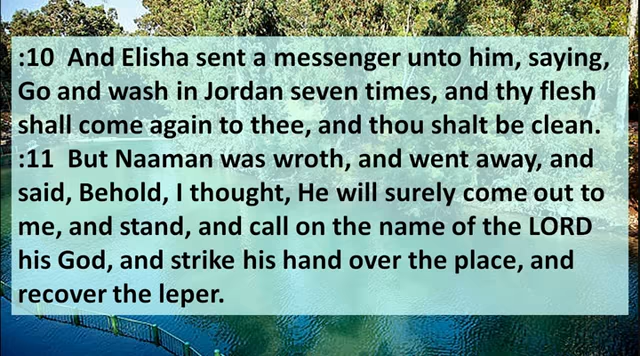 :10  And Elisha sent a messenger unto him, saying,
Go and wash in Jordan seven times, and thy flesh
shall come again to thee, and thou shalt be clean.
:11  But Naaman was wroth, and went away, and
said, Behold, I thought, He will surely come out to
me, and stand, and call on the name of the LORD
his God, and strike his hand over the place, and
recover the leper.